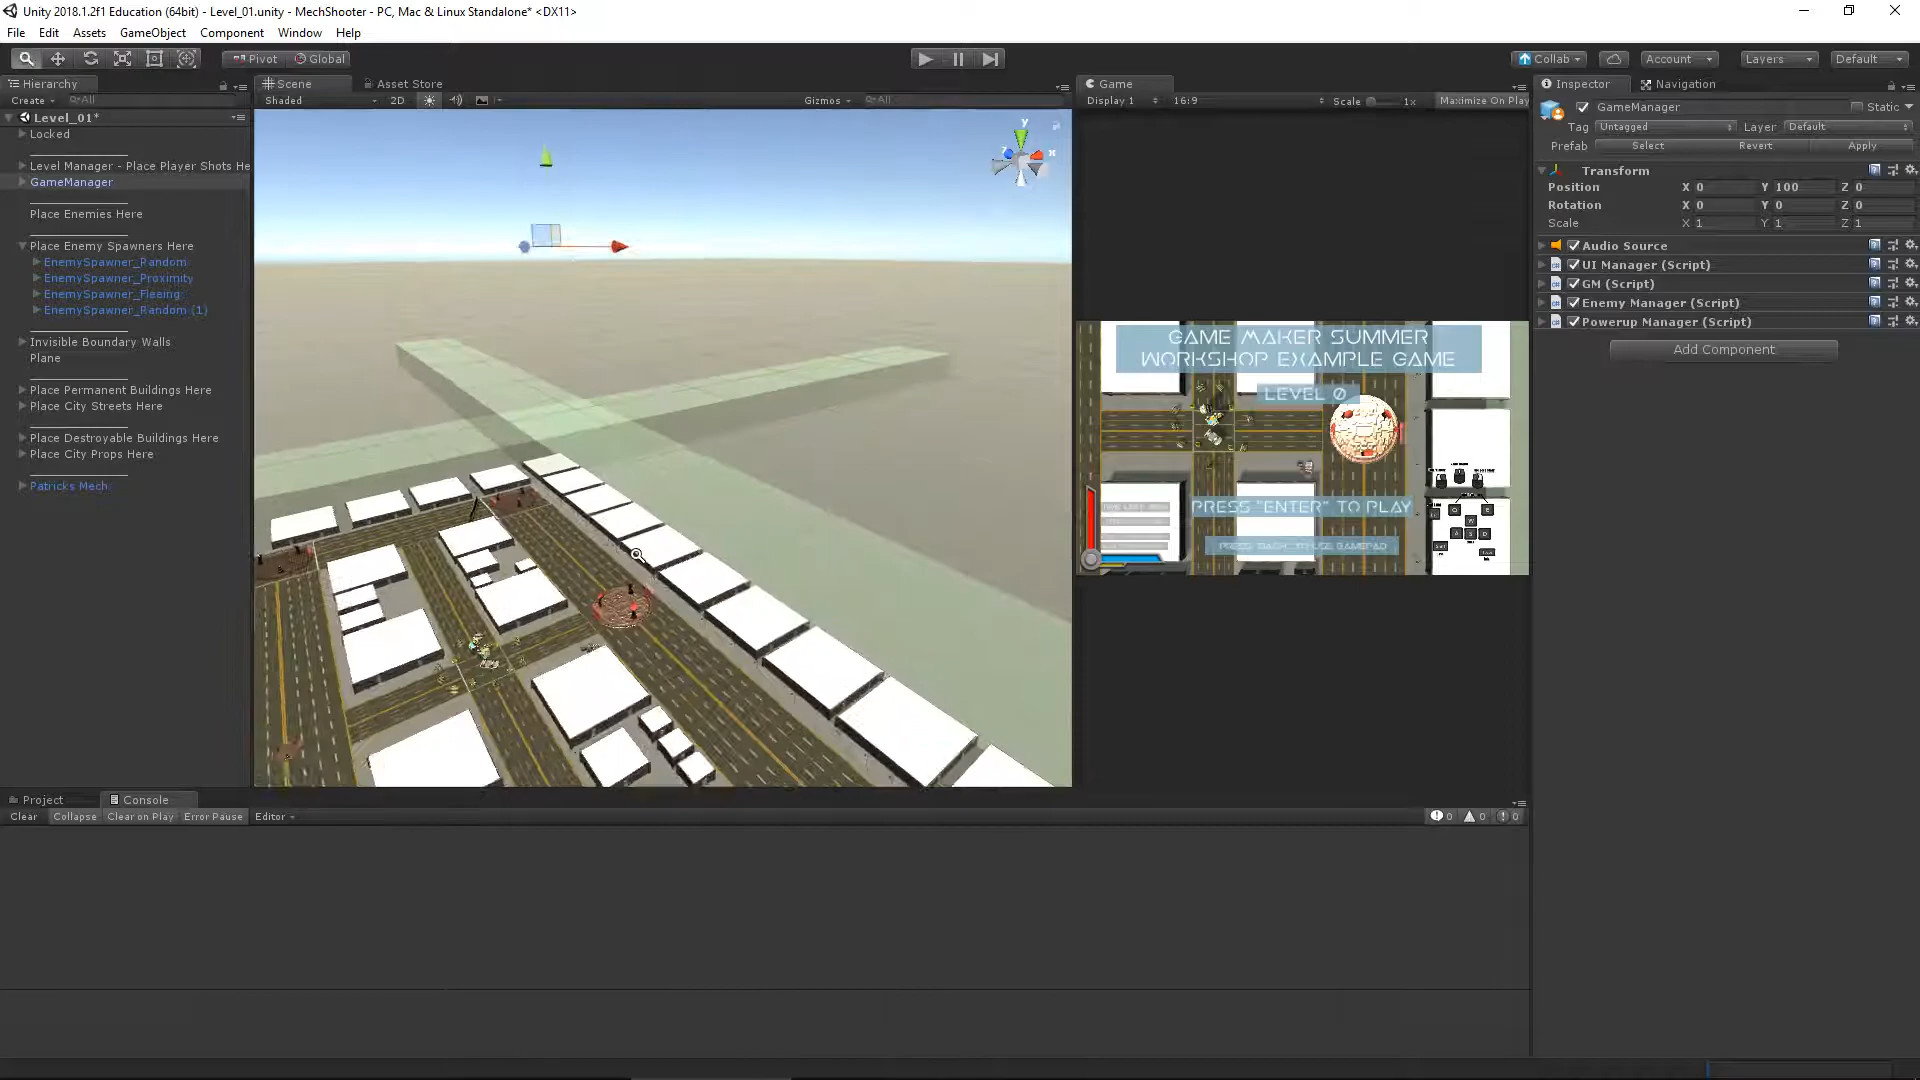 Unity 2018.1.2f1 Education (64bit) - Level_01.unity - MechShooter - PC, Mac & Linux Standalone* <DX11>
File Edit Assets GameObject Component Window Help
Pivot Global Collab Account Layers Default
Hierarchy Scene Asset Store Game Inspector Navigation
Create All Shaded 2D Gizmos All Display 1 16:9 Scale 1x Maximize On Play GameManager Static
Level_01*
Locked
Tag Untagged Layer Default
Prefab Select Revert Apply
Level Manager - Place Player Shots He
GameManager
Place Enemies Here
Place Enemy Spawners Here
EnemySpawner_Random
EnemySpawner_Proximity
EnemySpawner_Fleeing
EnemySpawner_Random (1)
Invisible Boundary Walls
Plane
Place Permanent Buildings Here
Place City Streets Here
Place Destroyable Buildings Here
Place City Props Here
Patricks Mech
y
x
z
GAME MAKER SUMMER
WORKSHOP EXAMPLE GAME
LEVEL 0
PRESS "ENTER" TO PLAY
Transform
Position X 0 Y 100 Z 0
Rotation X 0 Y 0 Z 0
Scale X 1 Y 1 Z 1
Audio Source
UI Manager (Script)
GM (Script)
Enemy Manager (Script)
Powerup Manager (Script)
Add Component
Project Console
Clear Collapse Clear on Play Error Pause Editor 0 0 0